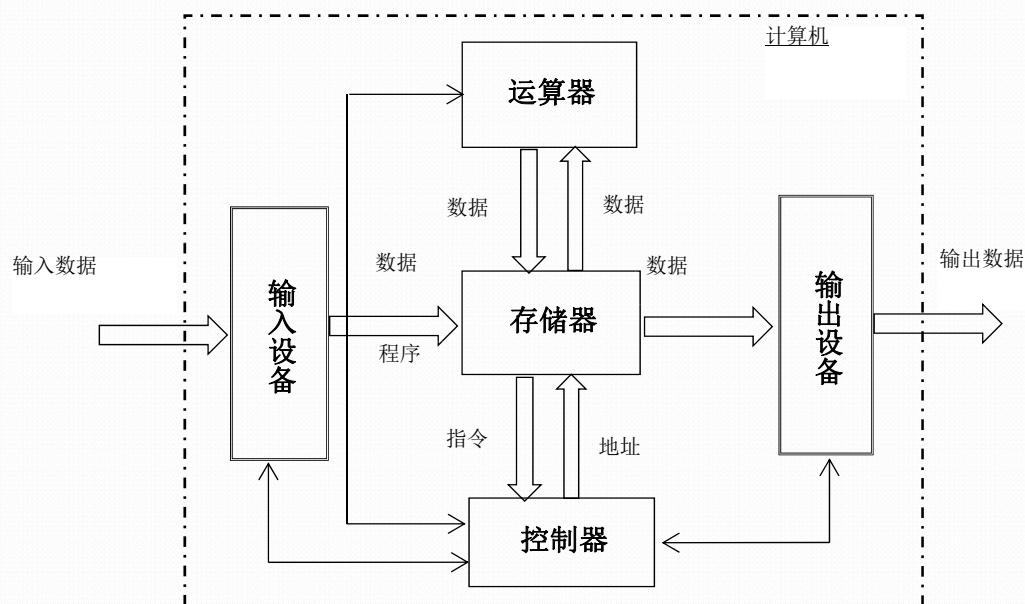 计算机
运算器
数据
数据
输入数据
输入设备
数据
程序
存储器
数据
输出设备
输出数据
指令
地址
控制器